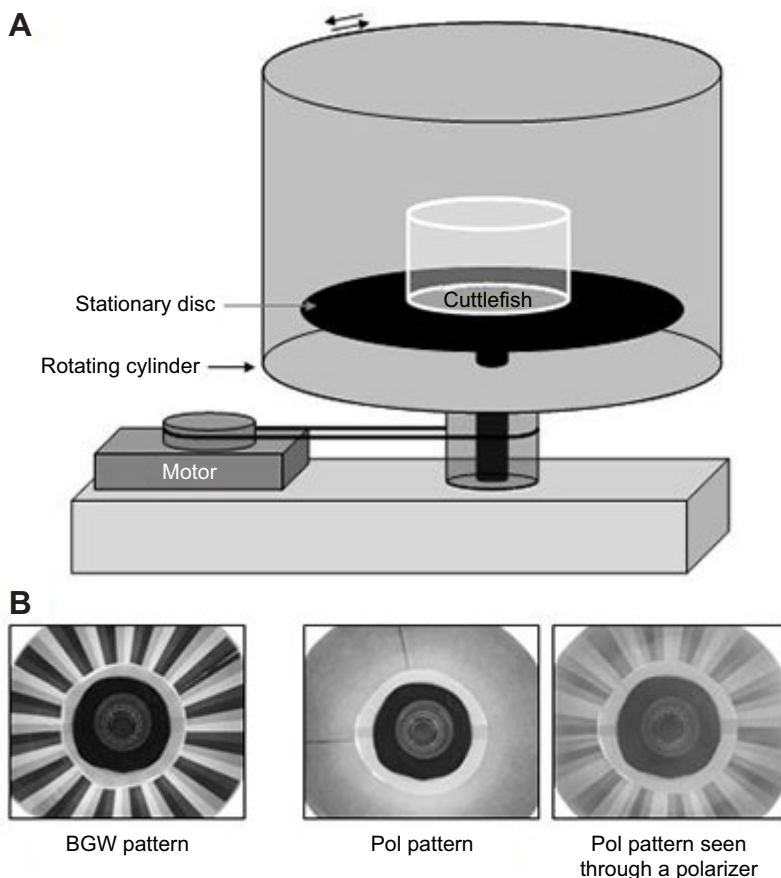 A
Stationary disc
Cuttlefish
Rotating cylinder
Motor
B
BGW pattern
Pol pattern
Pol pattern seen
through a polarizer